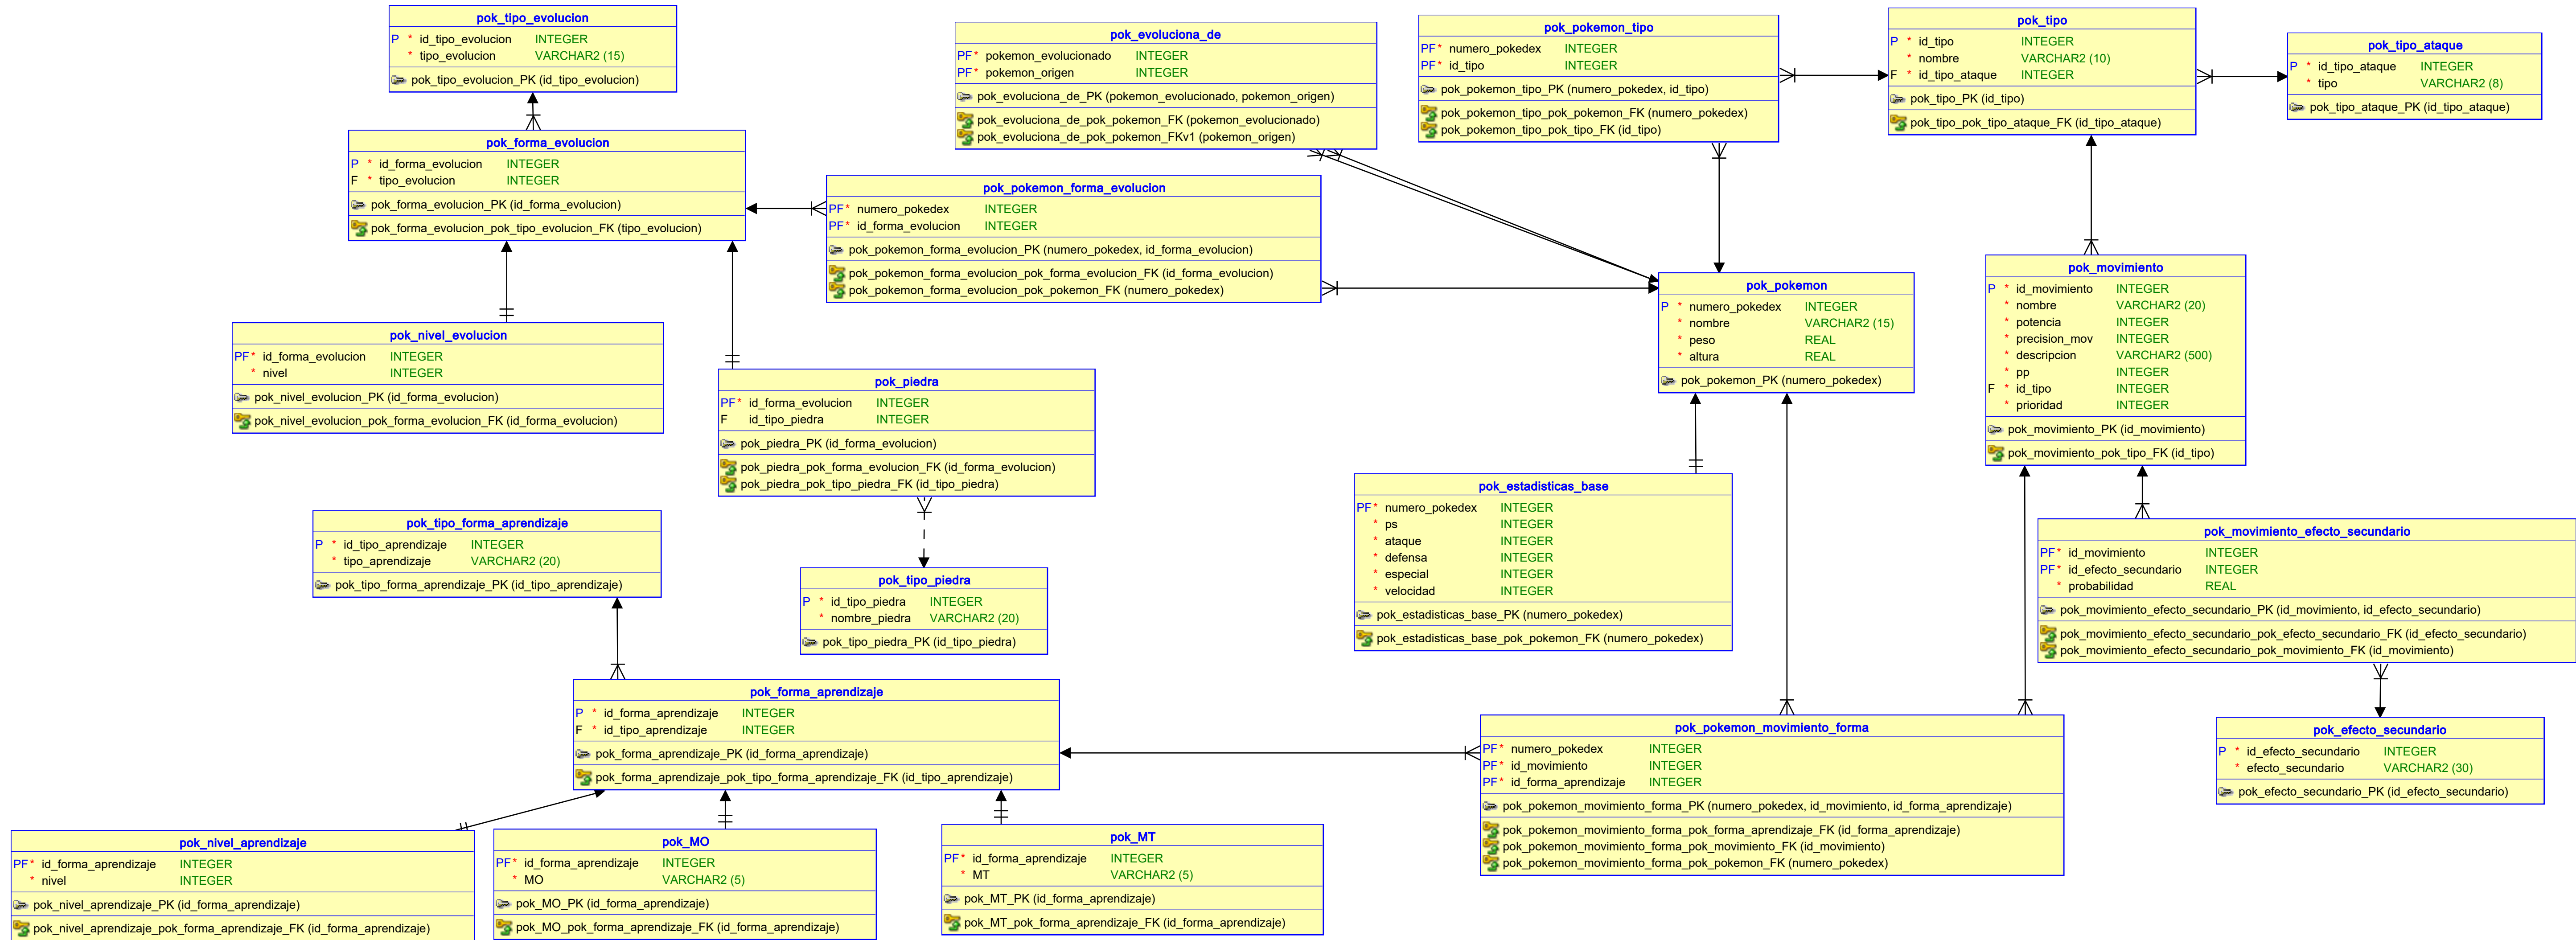 pok_tipo_evolucion
P * id_tipo_evolucion INTEGER
* tipo_evolucion VARCHAR2 (15)
pok_tipo_evolucion_PK (id_tipo_evolucion)
pok_evoluciona_de
PF* pokemon_evolucionado INTEGER
PF* pokemon_origen INTEGER
pok_evoluciona_de_PK (pokemon_evolucionado, pokemon_origen)
pok_evoluciona_de_pok_pokemon_FK (pokemon_evolucionado)
pok_evoluciona_de_pok_pokemon_FKv1 (pokemon_origen)
pok_pokemon_tipo
PF* numero_pokedex INTEGER
PF* id_tipo INTEGER
pok_pokemon_tipo_PK (numero_pokedex, id_tipo)
pok_pokemon_tipo_pok_pokemon_FK (numero_pokedex)
pok_pokemon_tipo_pok_tipo_FK (id_tipo)
pok_tipo
P * id_tipo INTEGER
* nombre VARCHAR2 (10)
F * id_tipo_ataque INTEGER
pok_tipo_PK (id_tipo)
pok_tipo_pok_tipo_ataque_FK (id_tipo_ataque)
pok_tipo_ataque
P * id_tipo_ataque INTEGER
* tipo VARCHAR2 (8)
pok_tipo_ataque_PK (id_tipo_ataque)
pok_forma_evolucion
P * id_forma_evolucion INTEGER
F * tipo_evolucion INTEGER
pok_forma_evolucion_PK (id_forma_evolucion)
pok_forma_evolucion_pok_tipo_evolucion_FK (tipo_evolucion)
pok_pokemon_forma_evolucion
PF* numero_pokedex INTEGER
PF* id_forma_evolucion INTEGER
pok_pokemon_forma_evolucion_PK (numero_pokedex, id_forma_evolucion)
pok_pokemon_forma_evolucion_pok_forma_evolucion_FK (id_forma_evolucion)
pok_pokemon_forma_evolucion_pok_pokemon_FK (numero_pokedex)
pok_pokemon
P * numero_pokedex INTEGER
* nombre VARCHAR2 (15)
* peso REAL
* altura REAL
pok_pokemon_PK (numero_pokedex)
pok_movimiento
P * id_movimiento INTEGER
* nombre VARCHAR2 (20)
* potencia INTEGER
* precision_mov INTEGER
* descripcion VARCHAR2 (500)
* pp INTEGER
F * id_tipo INTEGER
* prioridad INTEGER
pok_movimiento_PK (id_movimiento)
pok_movimiento_pok_tipo_FK (id_tipo)
pok_nivel_evolucion
PF* id_forma_evolucion INTEGER
* nivel INTEGER
pok_nivel_evolucion_PK (id_forma_evolucion)
pok_nivel_evolucion_pok_forma_evolucion_FK (id_forma_evolucion)
pok_piedra
PF* id_forma_evolucion INTEGER
F id_tipo_piedra INTEGER
pok_piedra_PK (id_forma_evolucion)
pok_piedra_pok_forma_evolucion_FK (id_forma_evolucion)
pok_piedra_pok_tipo_piedra_FK (id_tipo_piedra)
pok_estadisticas_base
PF* numero_pokedex INTEGER
* ps INTEGER
* ataque INTEGER
* defensa INTEGER
* especial INTEGER
* velocidad INTEGER
pok_estadisticas_base_PK (numero_pokedex)
pok_estadisticas_base_pok_pokemon_FK (numero_pokedex)
pok_tipo_forma_aprendizaje
P * id_tipo_aprendizaje INTEGER
* tipo_aprendizaje VARCHAR2 (20)
pok_tipo_forma_aprendizaje_PK (id_tipo_aprendizaje)
pok_movimiento_efecto_secundario
PF* id_movimiento INTEGER
PF* id_efecto_secundario INTEGER
* probabilidad REAL
pok_movimiento_efecto_secundario_PK (id_movimiento, id_efecto_secundario)
pok_movimiento_efecto_secundario_pok_efecto_secundario_FK (id_efecto_secundario)
pok_movimiento_efecto_secundario_pok_movimiento_FK (id_movimiento)
pok_tipo_piedra
P * id_tipo_piedra INTEGER
* nombre_piedra VARCHAR2 (20)
pok_tipo_piedra_PK (id_tipo_piedra)
pok_forma_aprendizaje
P * id_forma_aprendizaje INTEGER
F * id_tipo_aprendizaje INTEGER
pok_forma_aprendizaje_PK (id_forma_aprendizaje)
pok_forma_aprendizaje_pok_tipo_forma_aprendizaje_FK (id_tipo_aprendizaje)
pok_pokemon_movimiento_forma
PF* numero_pokedex INTEGER
PF* id_movimiento INTEGER
PF* id_forma_aprendizaje INTEGER
pok_pokemon_movimiento_forma_PK (numero_pokedex, id_movimiento, id_forma_aprendizaje)
pok_pokemon_movimiento_forma_pok_forma_aprendizaje_FK (id_forma_aprendizaje)
pok_pokemon_movimiento_forma_pok_movimiento_FK (id_movimiento)
pok_pokemon_movimiento_forma_pok_pokemon_FK (numero_pokedex)
pok_efecto_secundario
P * id_efecto_secundario INTEGER
* efecto_secundario VARCHAR2 (30)
pok_efecto_secundario_PK (id_efecto_secundario)
pok_nivel_aprendizaje
PF* id_forma_aprendizaje INTEGER
* nivel INTEGER
pok_nivel_aprendizaje_PK (id_forma_aprendizaje)
pok_nivel_aprendizaje_pok_forma_aprendizaje_FK (id_forma_aprendizaje)
pok_MO
PF* id_forma_aprendizaje INTEGER
* MO VARCHAR2 (5)
pok_MO_PK (id_forma_aprendizaje)
pok_MO_pok_forma_aprendizaje_FK (id_forma_aprendizaje)
pok_MT
PF* id_forma_aprendizaje INTEGER
* MT VARCHAR2 (5)
pok_MT_PK (id_forma_aprendizaje)
pok_MT_pok_forma_aprendizaje_FK (id_forma_aprendizaje)